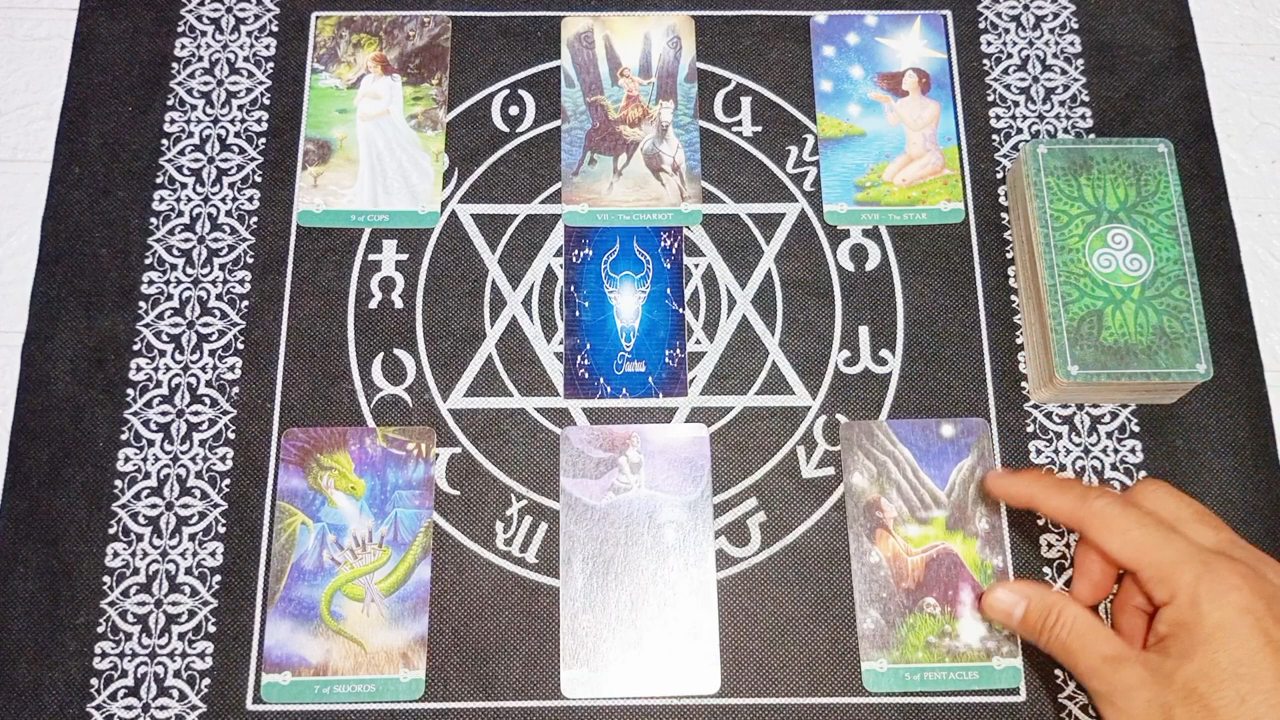 9 of CUPS
VII - The CHARIOT
XVII - The STAR
Taurus
7 of SWORDS
5 of PENTACLES